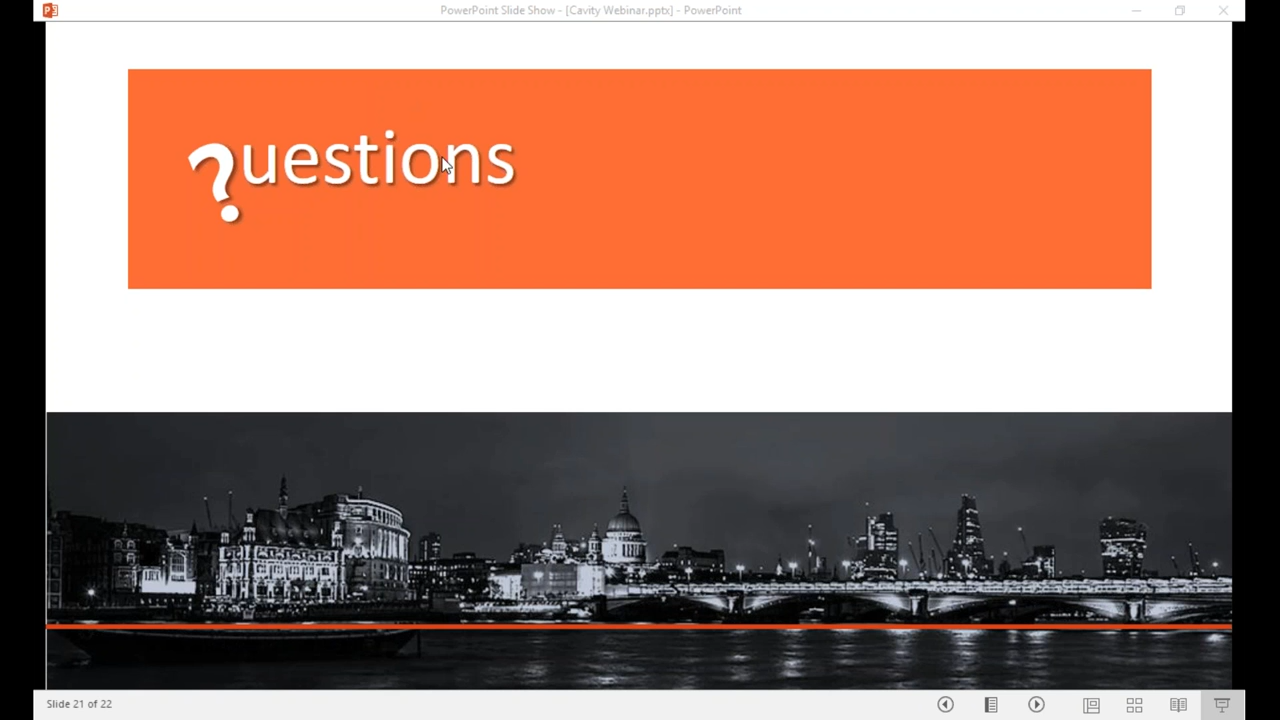 PowerPoint Slide Show - [Cavity Webinar.pptx] - PowerPoint
?uestions
Slide 21 of 22